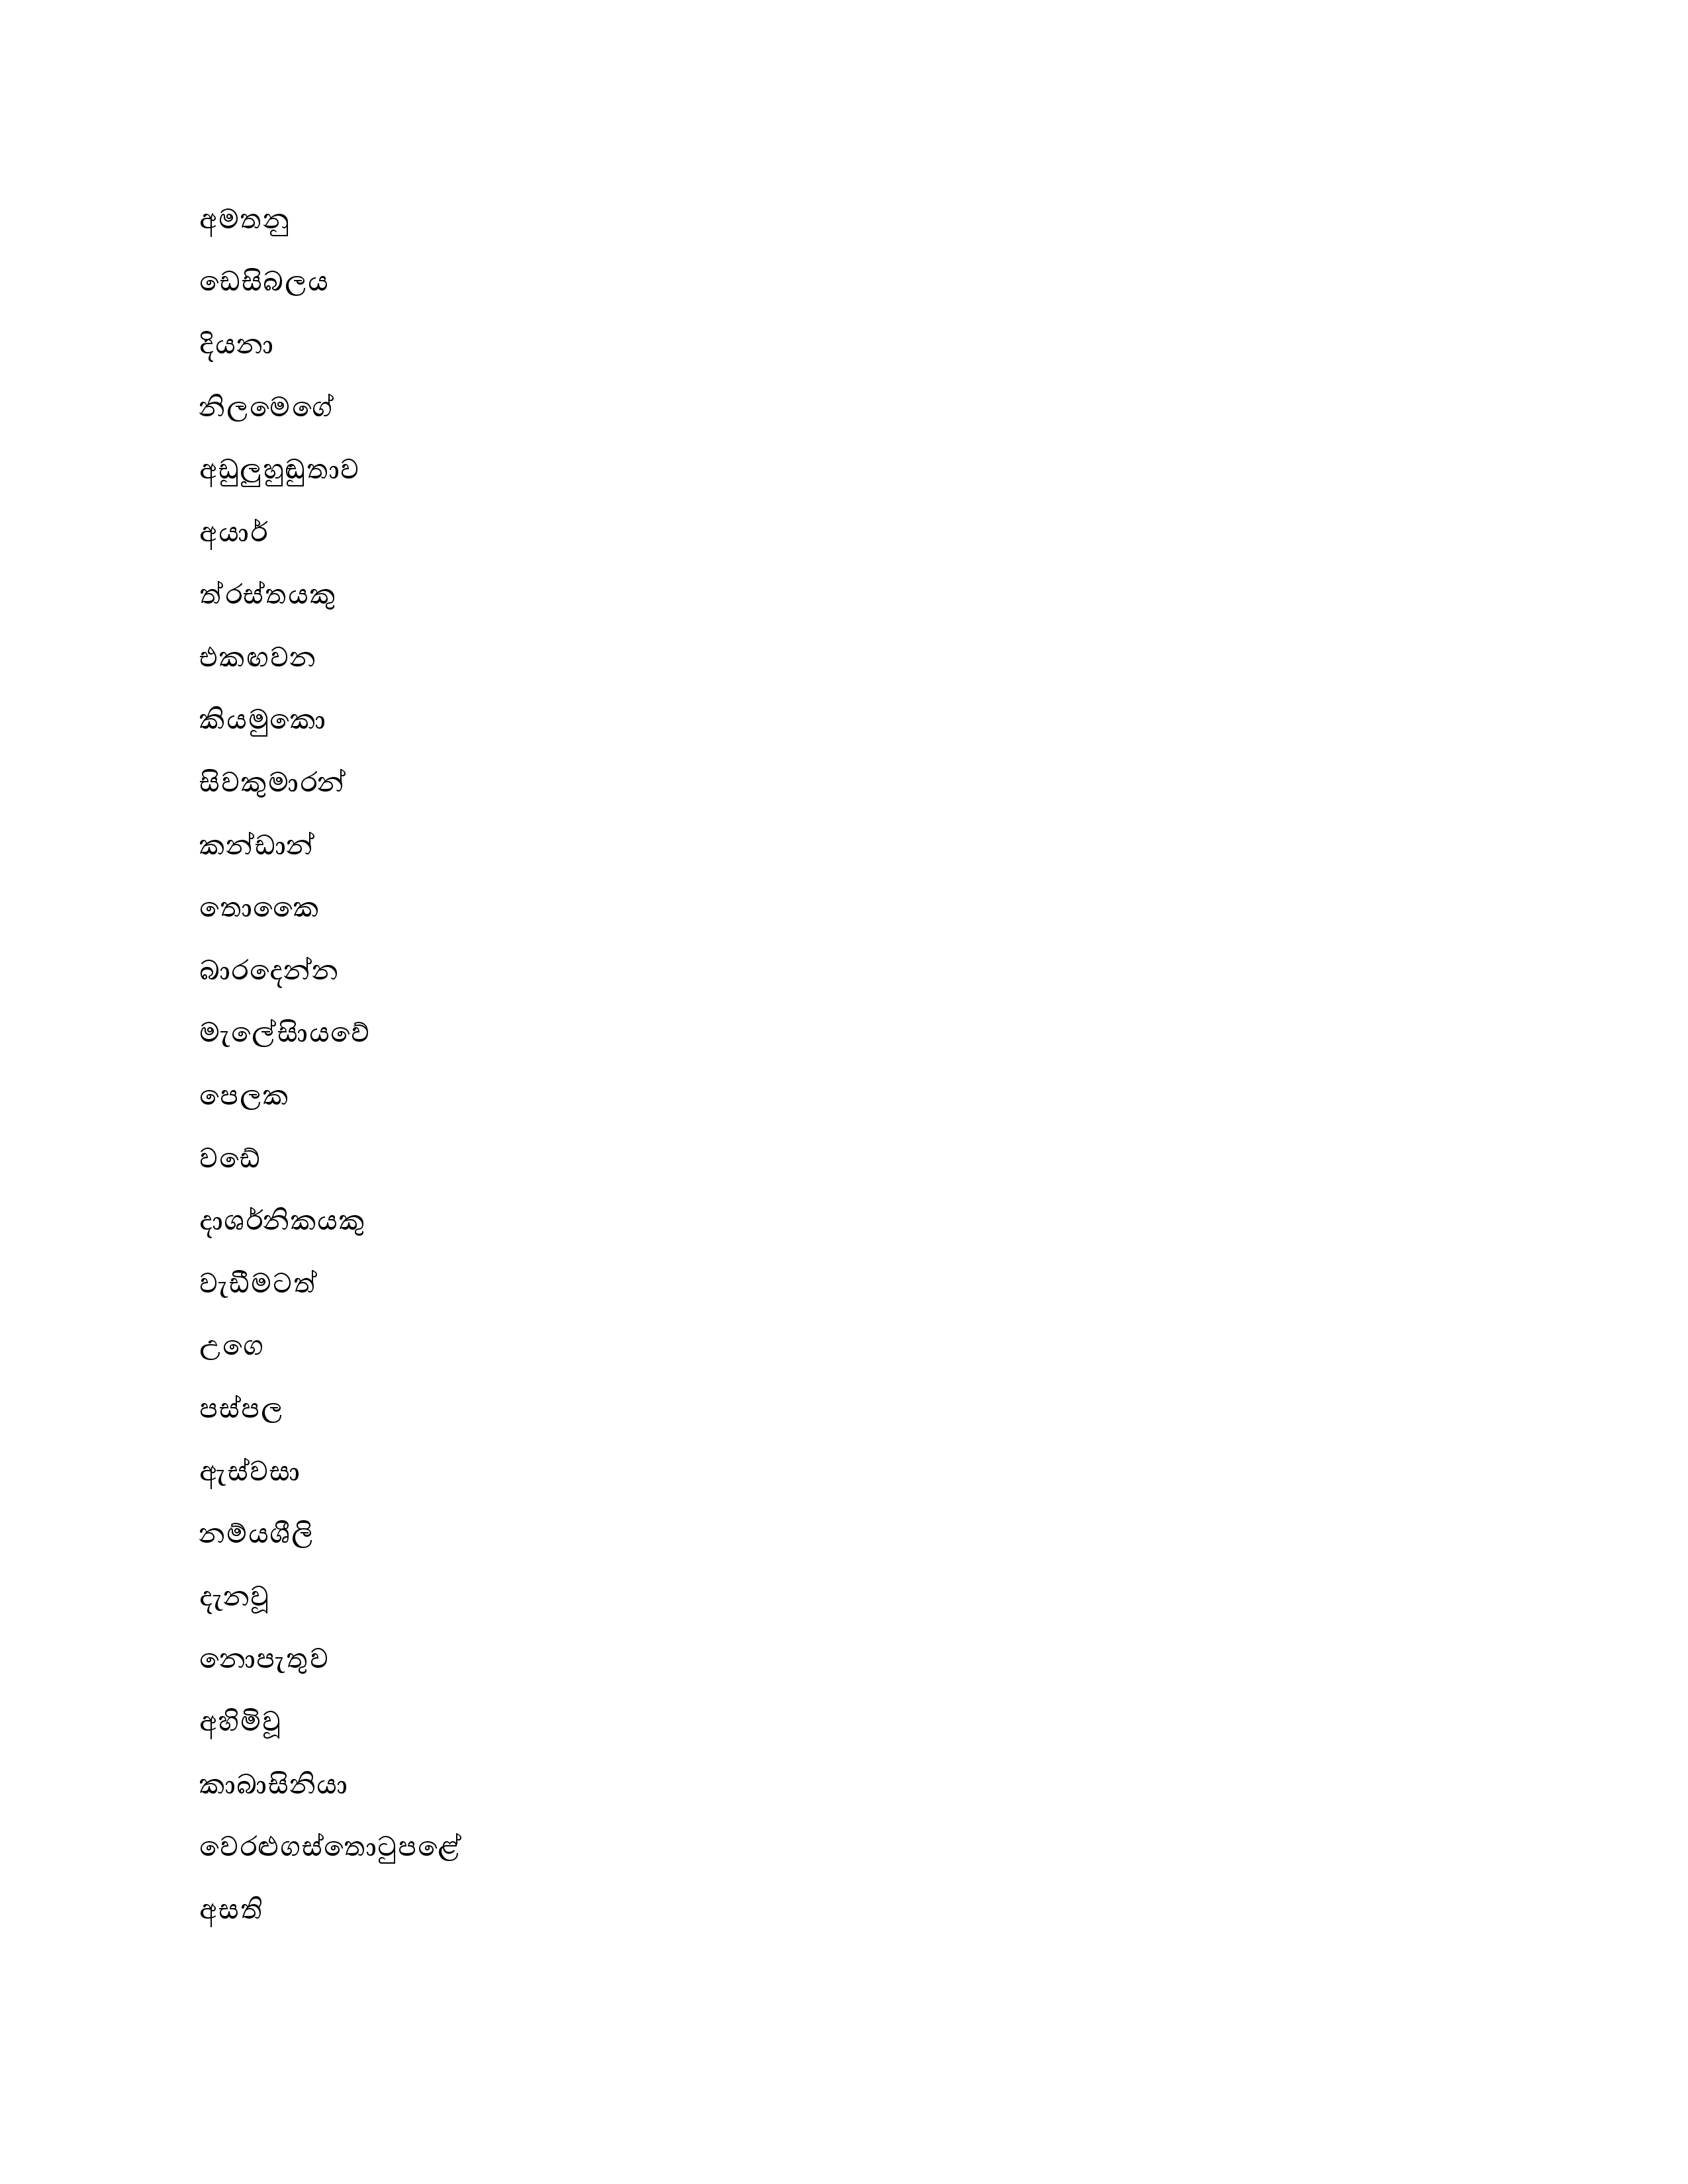 අමතනු
ඩෙසිබලය
දියනා
නිලමෙගේ
අඩුලුහුඬුතාව
අයාර්
ත්රස්තයකු
එකඟවන
කියමුකො
සිවකුමාරන්
කන්ඩාන්
තොකෙෙ
බාරදෙන්න
මැලේසිායවේ
පෙලක
වඩේ
දාශර්නිකයකු
වැඩීමටත්
උගෙ
පස්පල
ඇස්වසා
නම්යශීලි
දැනවූ
නොපැතුව
අහිමිවූ
කාබාසිනියා
වෙරළුගස්තොටුපළේ
අසති